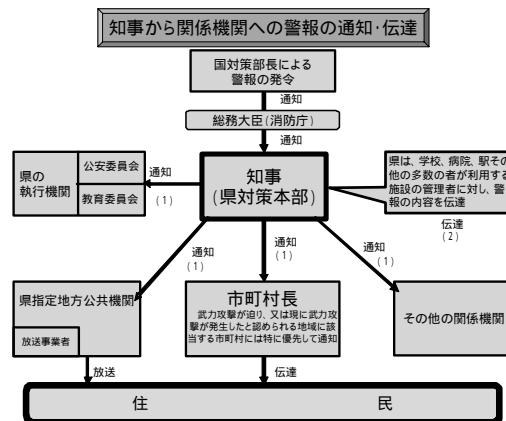 知事から関係機関への警報の通知・伝達
国対策部長による
警報の発令
通知
総務大臣(消防庁)
通知
県の
執行機関
公安委員会
教育委員会
通知
(1)
知事
(県対策本部)
県は、学校、病院、駅その
他の多数の者が利用する
施設の管理者に対し、警
報の内容を伝達
伝達
(2)
通知
(1)
通知
(1)
通知
(1)
県指定地方公共機関
放送事業者
市町村長
武力攻撃が迫り、又は現に武力攻
撃が発生したと認められる地域に該
当する市町村には特に優先して通知
その他の関係機関
放送
伝達
住 民